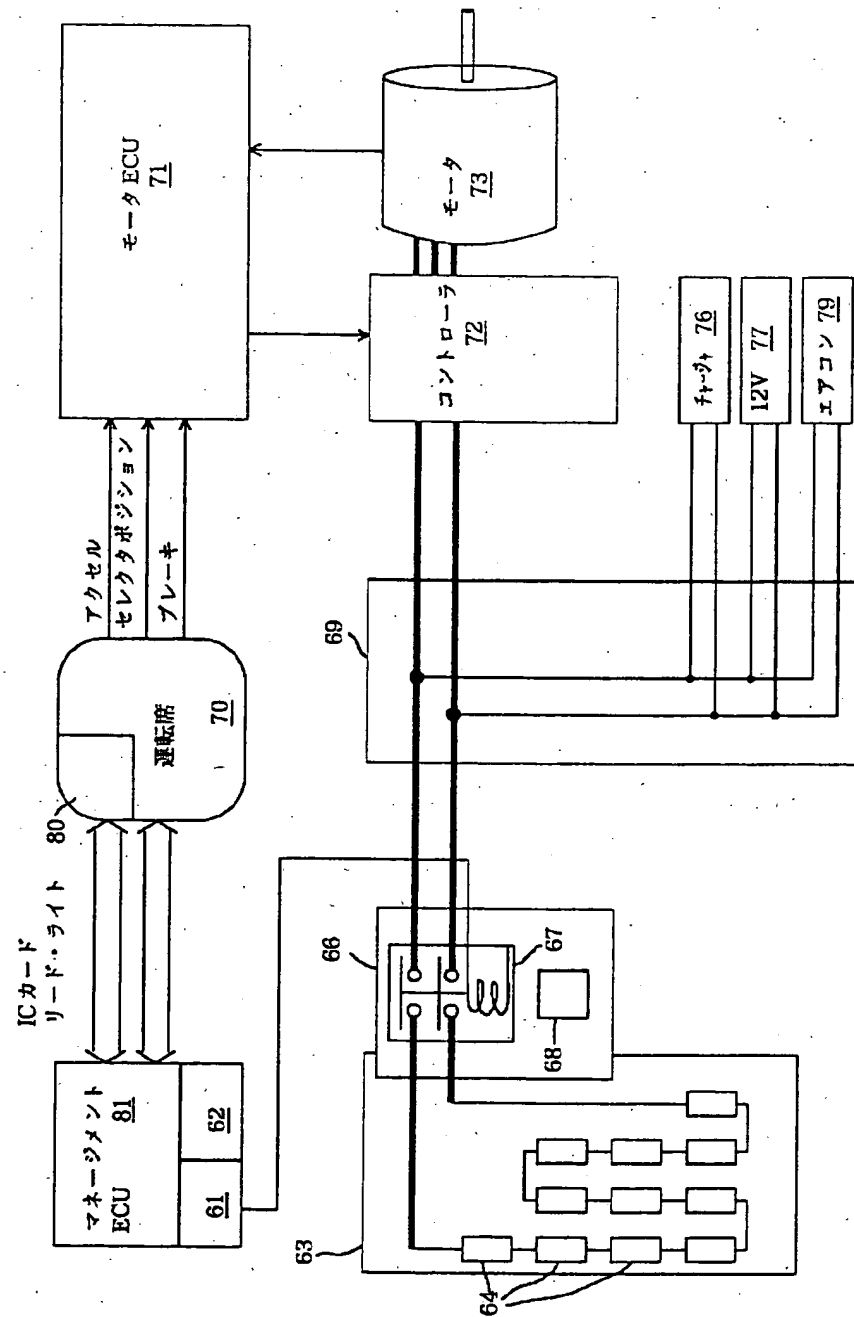 ICカード
リード・ライト
マネージメント
ECU
81
61
62
80
運転席
70
アクセル
セレクタポジション
ブレーキ
モータECU
71
モータ
73
コントローラ
72
チャージャ 76
12V 77
エアコン 79
69
66
67
68
63
64